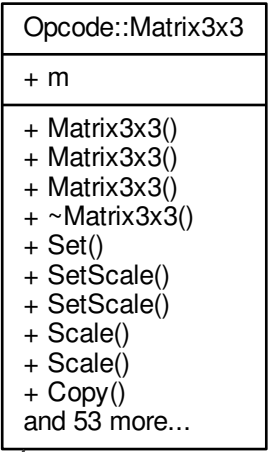 Opcode::Matrix3x3
+ m
+ Matrix3x3()
+ Matrix3x3()
+ Matrix3x3()
+ ~Matrix3x3()
+ Set()
+ SetScale()
+ SetScale()
+ Scale()
+ Scale()
+ Copy()
and 53 more...